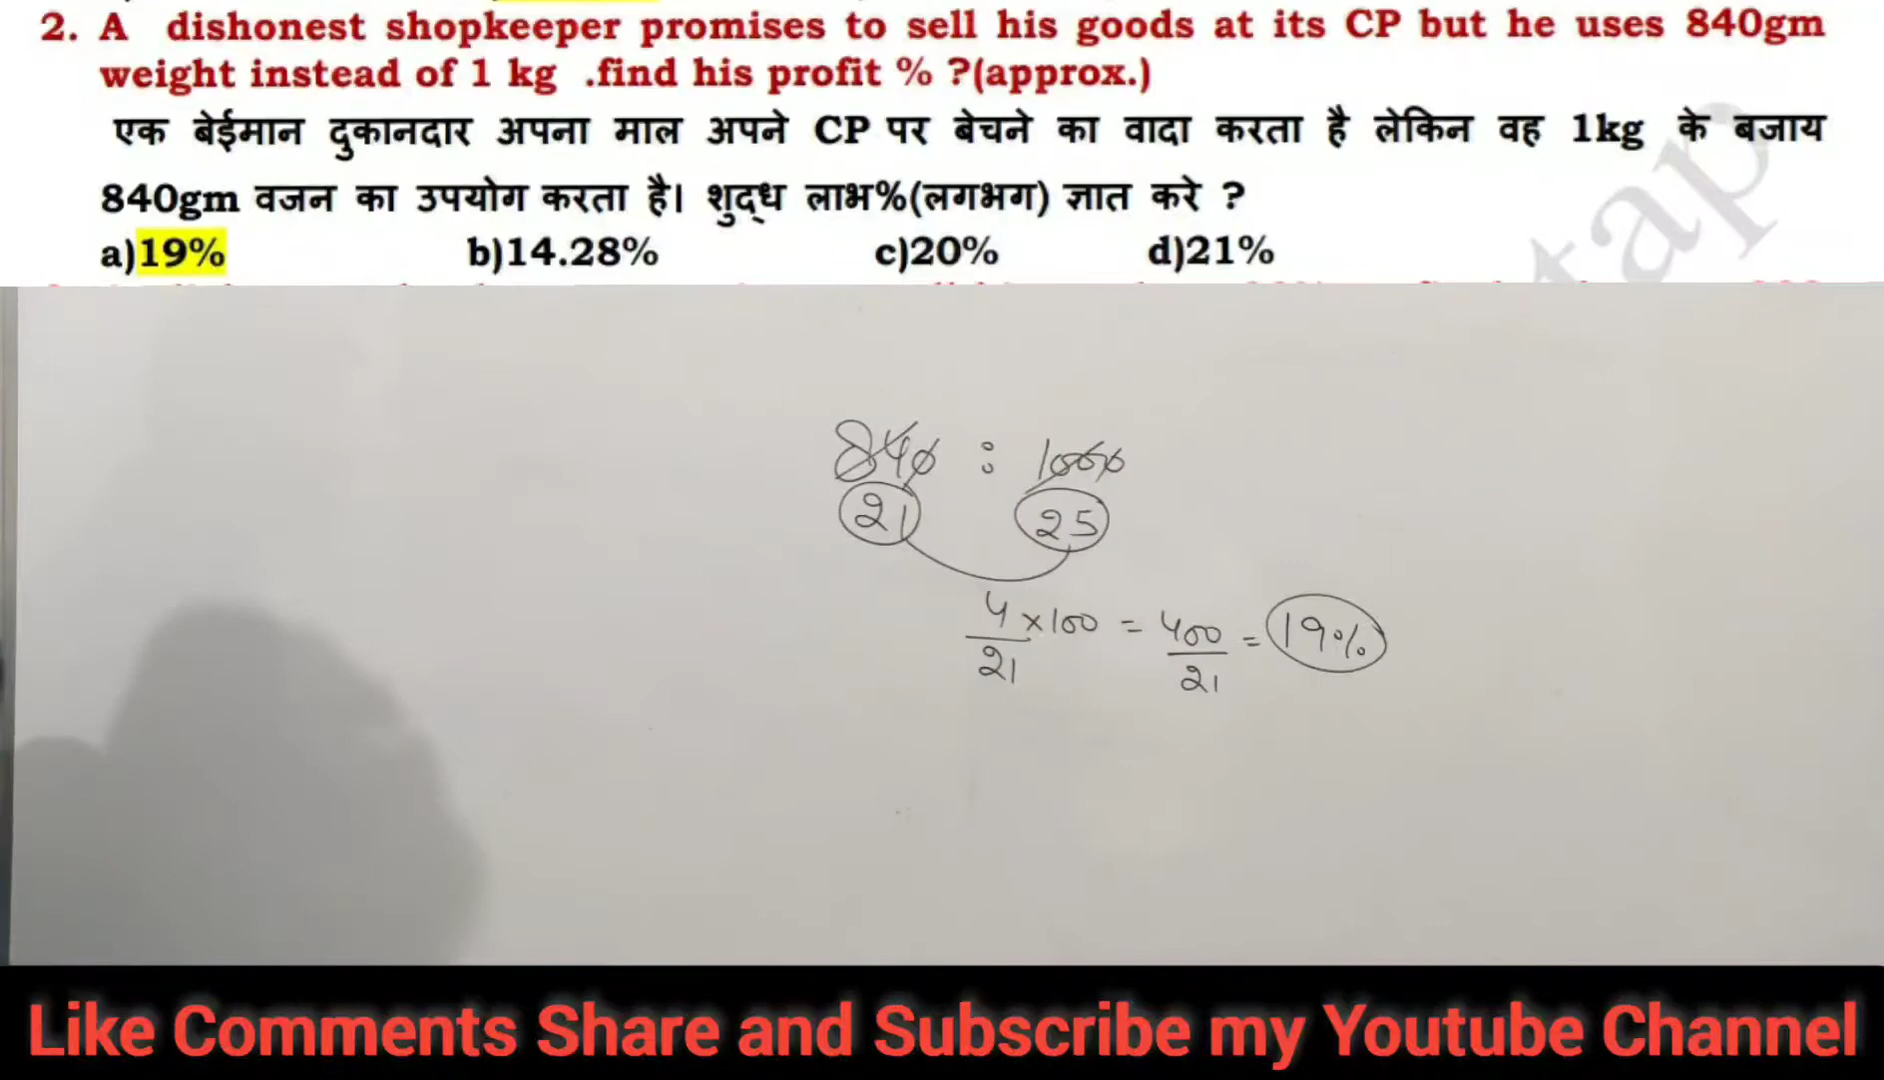 2. A dishonest shopkeeper promises to sell his goods at its CP but he uses 840gm
weight instead of 1 kg .find his profit % ?(approx.)
एक बेईमान दुकानदार अपना माल अपने CP पर बेचने का वादा करता है लेकिन वह 1kg के बजाय
840gm वजन का उपयोग करता है। शुद्ध लाभ%(लगभग) ज्ञात करे ?
a)19% b)14.28% c)20% d)21%
840 : 1000
21 25
4/21 ×100 = 400/21 = 19%
Like Comments Share and Subscribe my Youtube Channel